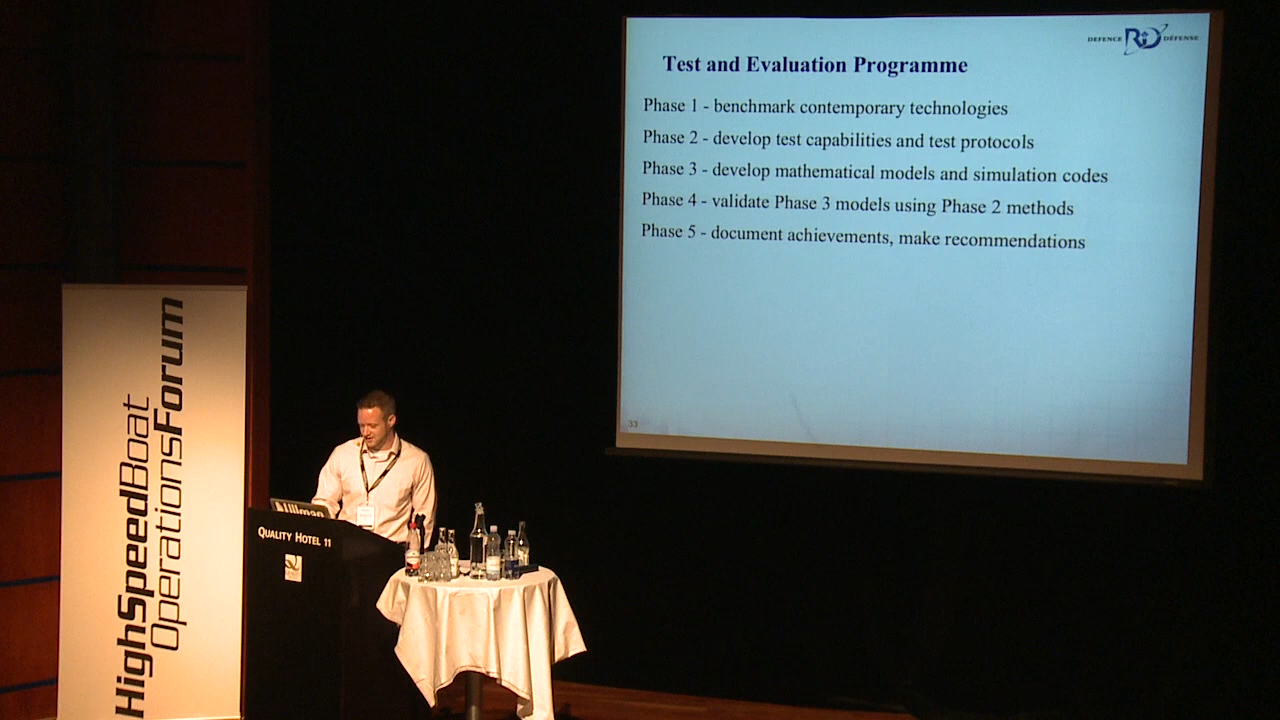 DEFENCE RD DÉFENSE
Test and Evaluation Programme
Phase 1 - benchmark contemporary technologies
Phase 2 - develop test capabilities and test protocols
Phase 3 - develop mathematical models and simulation codes
Phase 4 - validate Phase 3 models using Phase 2 methods
Phase 5 - document achievements, make recommendations
33
HighSpeedBoat
OperationsForum
Ullman
QUALITY HOTEL 11